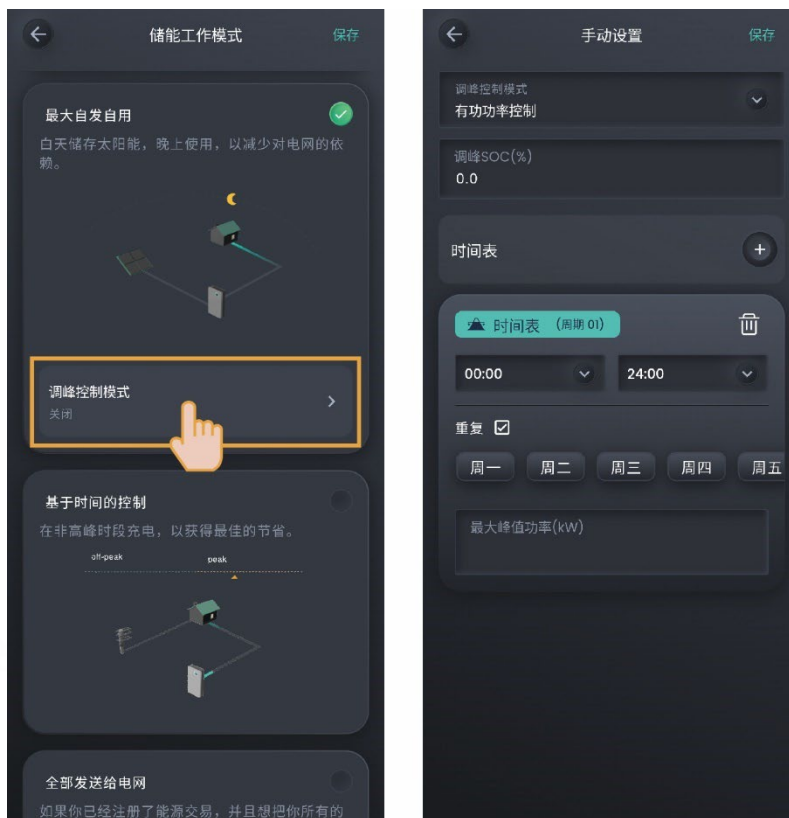 储能工作模式
保存
最大自发自用
白天储存太阳能，晚上使用，以减少对电网的依
赖。
调峰控制模式
关闭
基于时间的控制
在非高峰时段充电，以获得最佳的节省。
off-peak
peak
全部发送给电网
如果你已经注册了能源交易，并且想把你所有的
手动设置
保存
调峰控制模式
有功功率控制
调峰SOC(%)
0.0
时间表
时间表 （周期 01）
00:00
24:00
重复
周一
周二
周三
周四
周五
最大峰值功率(kW)